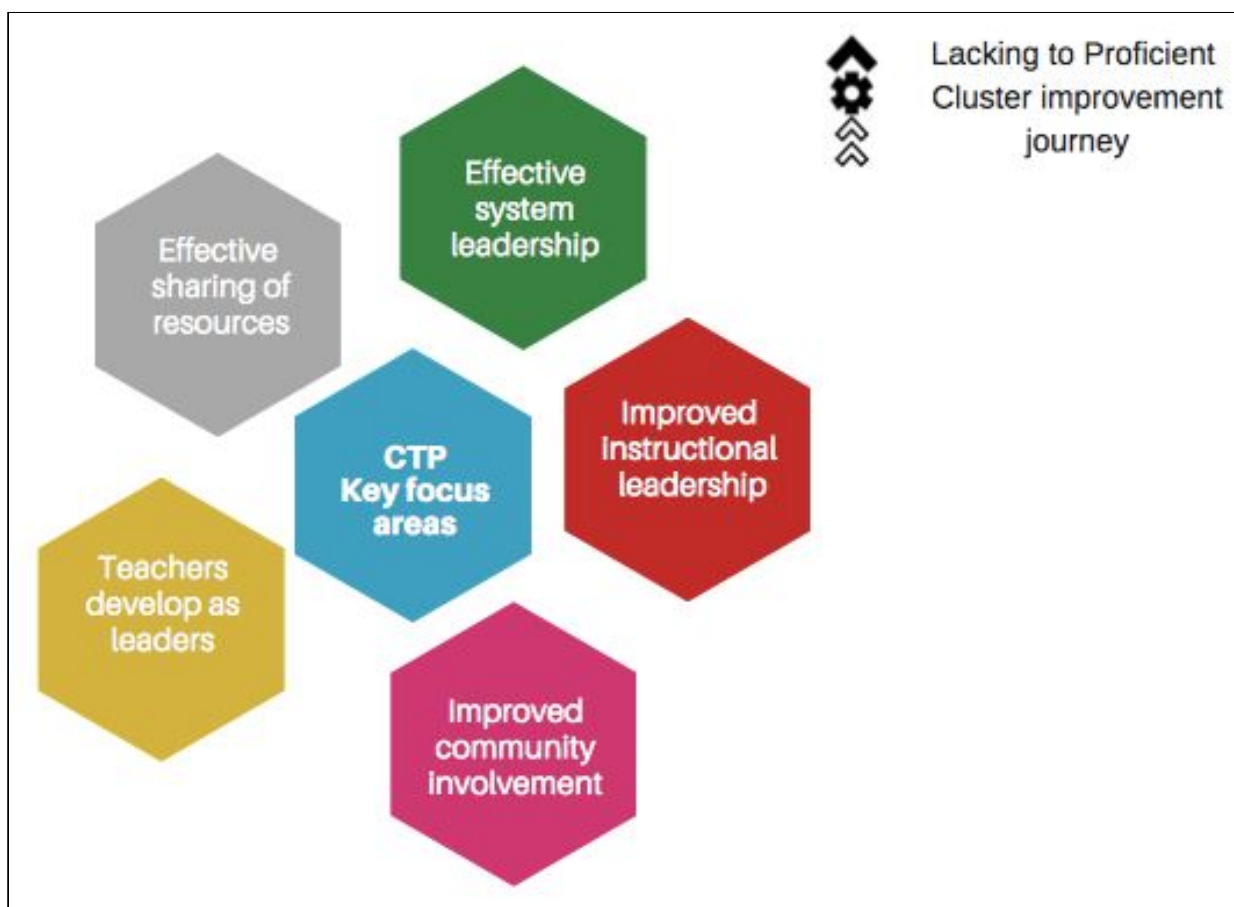 Lacking to Proficient
Cluster improvement
journey
Effective
system
leadership
Effective
sharing of
resources
Improved
instructional
leadership
CTP
Key focus
areas
Teachers
develop as
leaders
Improved
community
involvement